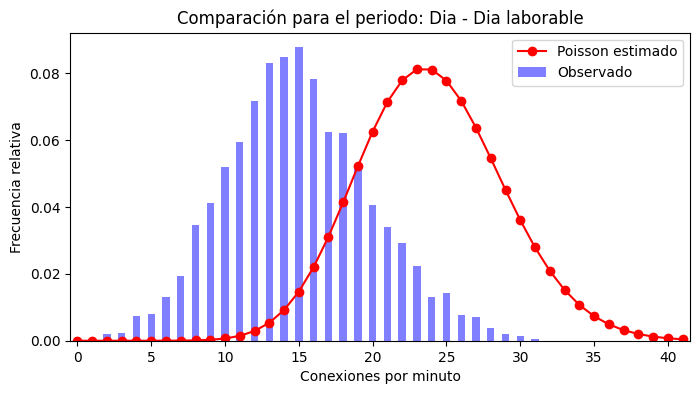 Comparación para el periodo: Dia - Dia laborable
Poisson estimado
Observado
Frecuencia relativa
0.08
0.06
0.04
0.02
0.00
0 5 10 15 20 25 30 35 40
Conexiones por minuto